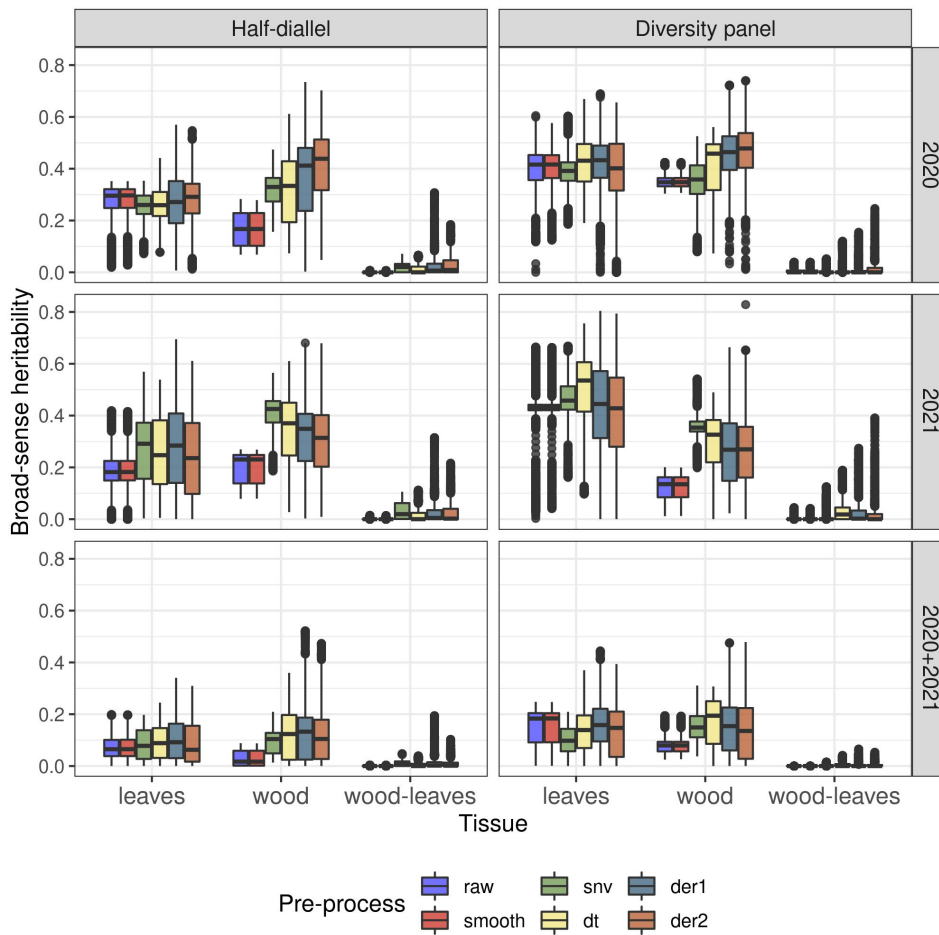 Half-diallel
Diversity panel
0.8
0.6
0.4
0.2
0.0
2020
0.8
0.6
0.4
0.2
0.0
2021
0.8
0.6
0.4
0.2
0.0
2020+2021
Broad-sense heritability
leaves
wood
wood-leaves
leaves
wood
wood-leaves
Tissue
Pre-process
raw
snv
der1
smooth
dt
der2